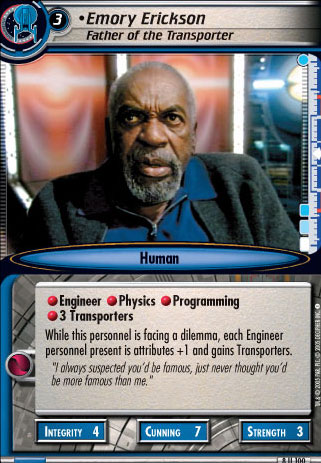 3
•Emory Erickson
Father of the Transporter
Human
Engineer Physics Programming
3 Transporters
While this personnel is facing a dilemma, each Engineer
personnel present is attributes +1 and gains Transporters.
"I always suspected you'd be famous, just never thought you'd
be more famous than me."
INTEGRITY 4 CUNNING 7 STRENGTH 3